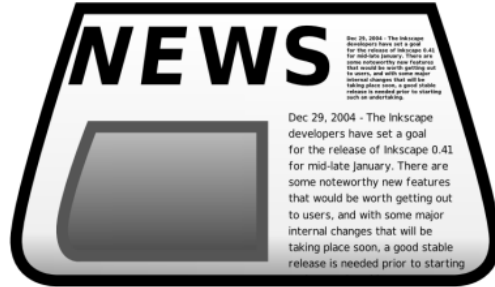 NEWS
Dec 25, 2004 - The Inkscape
developers have set a goal
for the release of Inkscape 0.41
for mid-late January. There are
some noteworthy new features
that would be worth getting out
to users, and with some major
internal changes that will be
taking place soon, a good stable
release is needed prior to starting
such an undertaking.
Dec 29, 2004 - The Inkscape
developers have set a goal
for the release of Inkscape 0.41
for mid-late January. There are
some noteworthy new features
that would be worth getting out
to users, and with some major
internal changes that will be
taking place soon, a good stable
release is needed prior to starting